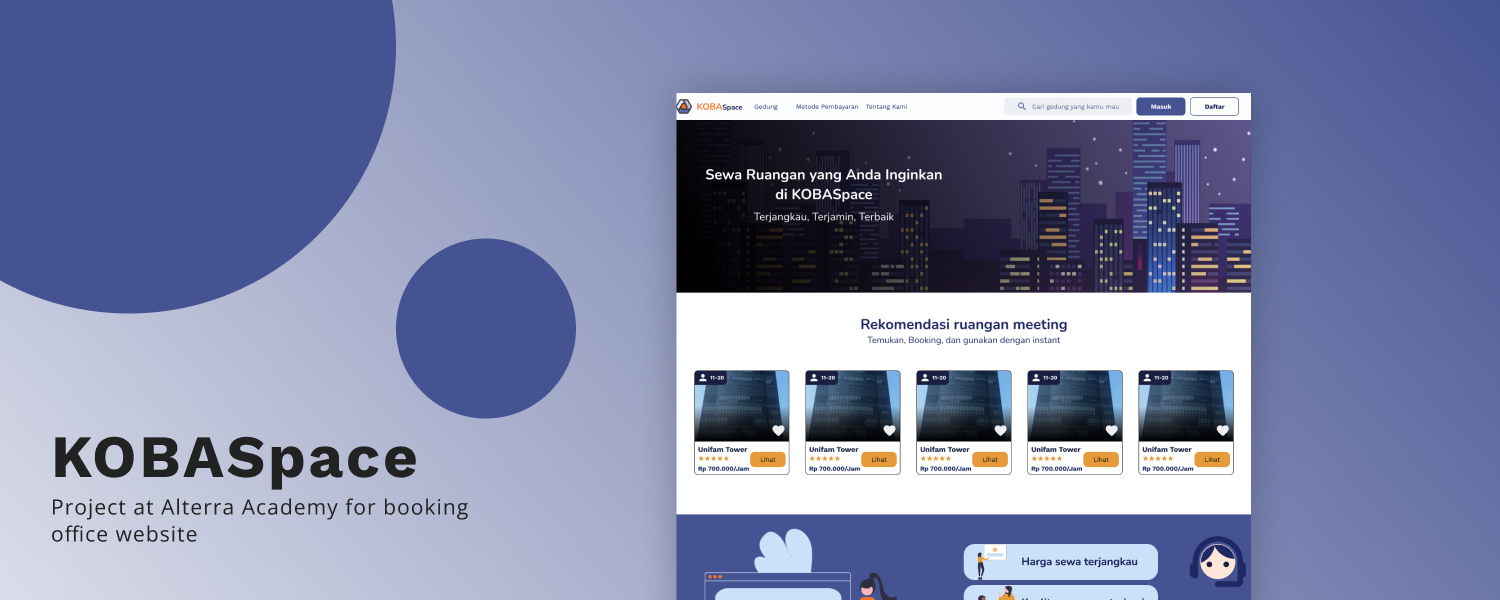 KOBASpace
Project at Alterra Academy for booking
office website
KOBASpace Gedung Metode Pembayaran Tentang Kami Cari gedung yang kamu mau Masuk Daftar
Sewa Ruangan yang Anda Inginkan
di KOBASpace
Terjangkau, Terjamin, Terbaik
Rekomendasi ruangan meeting
Temukan, Booking, dan gunakan dengan instant
11-20 11-20 11-20 11-20 11-20
Unifam Tower Unifam Tower Unifam Tower Unifam Tower Unifam Tower
Lihat Lihat Lihat Lihat Lihat
Rp 700.000/Jam Rp 700.000/Jam Rp 700.000/Jam Rp 700.000/Jam Rp 700.000/Jam
Harga sewa terjangkau